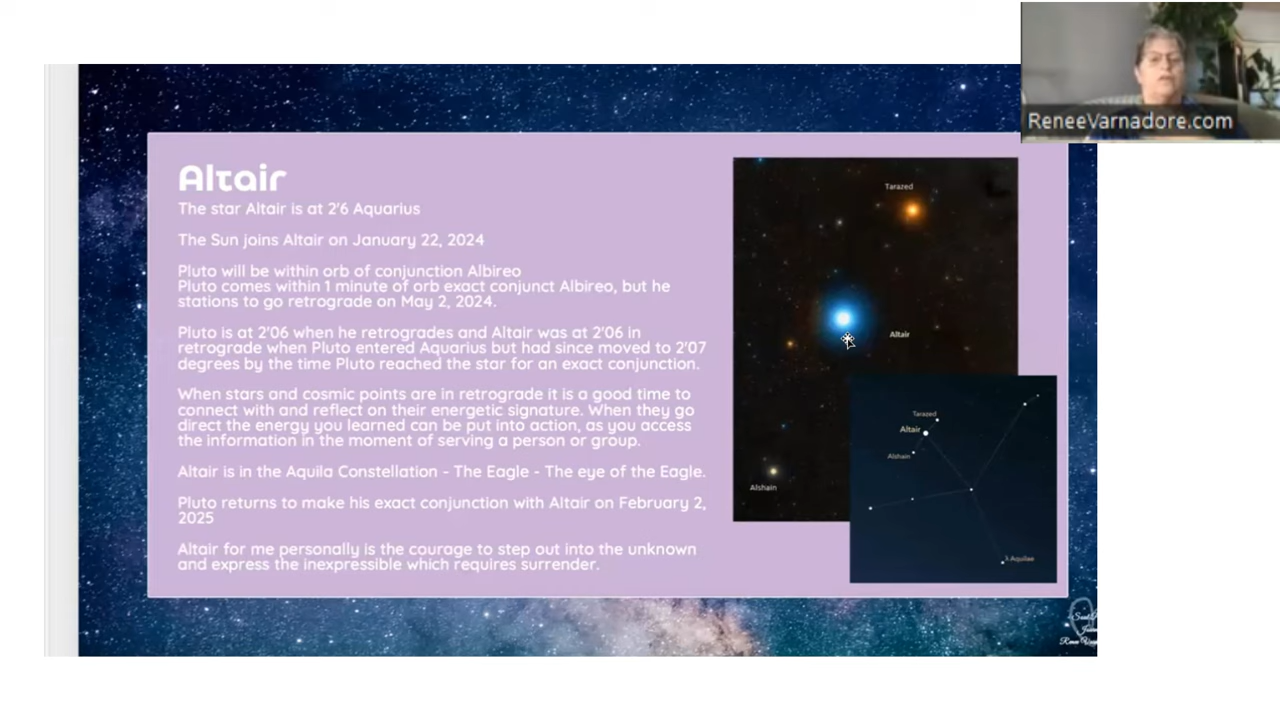 ReneeVarnadore.com
Altair
The star Altair is at 2'6 Aquarius
The Sun joins Altair on January 22, 2024
Pluto will be within orb of conjunction Albireo
Pluto comes within 1 minute of orb exact conjunct Albireo, but he
stations to go retrograde on May 2, 2024.
Pluto is at 2'06 when he retrogrades and Altair was at 2'06 in
retrograde when Pluto entered Aquarius but had since moved to 2'07
degrees by the time Pluto reached the star for an exact conjunction.
When stars and cosmic points are in retrograde it is a good time to
connect with and reflect on their energetic signature. When they go
direct the energy you learned can be put into action, as you access
the information in the moment of serving a person or group.
Altair is in the Aquila Constellation - The Eagle - The eye of the Eagle.
Pluto returns to make his exact conjunction with Altair on February 2,
2025
Altair for me personally is the courage to step out into the unknown
and express the inexpressible which requires surrender.
Tarazed
Altair
Alshain
Tarazed
Altair
Alshain
λ Aquilae